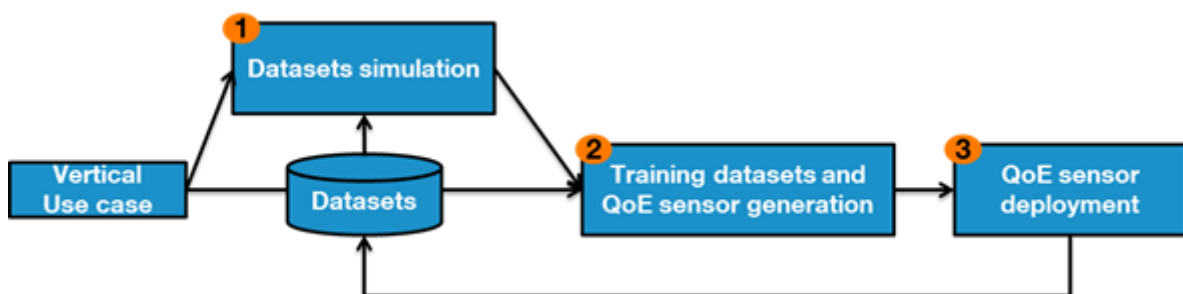 1
Datasets simulation
Vertical
Use case
Datasets
2
Training datasets and
QoE sensor generation
3
QoE sensor
deployment